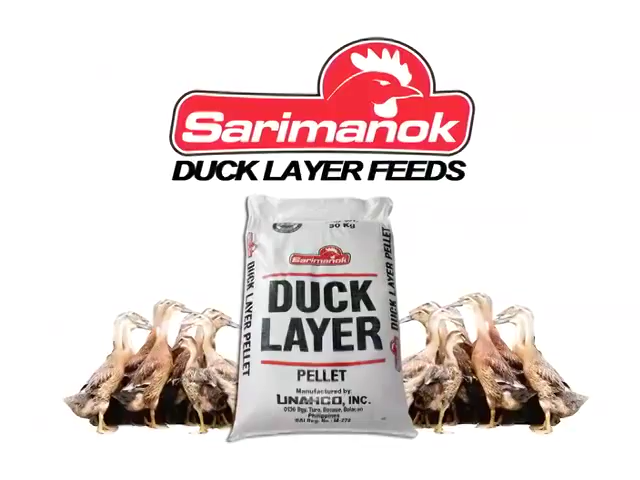 Sarimanok
DUCK LAYER FEEDS
50 Kg
Sarimanok
DUCK
LAYER
PELLET
Manufactured by:
UNAHCO, INC.
Philippines
DUCK LAYER PELLET
DUCK LAYER PELLET